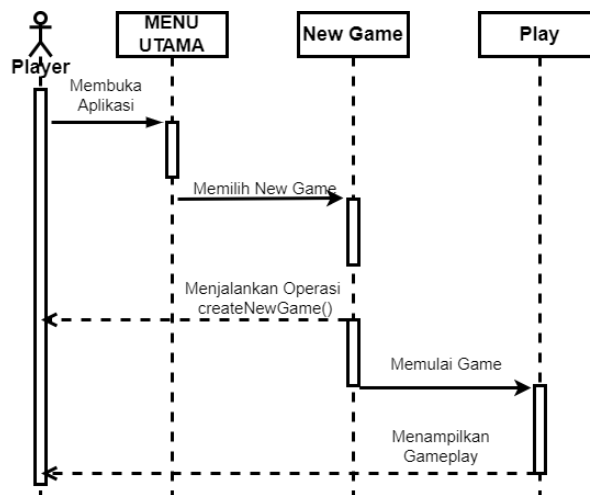 Player
MENU
UTAMA
New Game
Play
Membuka
Aplikasi
Memilih New Game
Menjalankan Operasi
createNewGame()
Memulai Game
Menampilkan
Gameplay